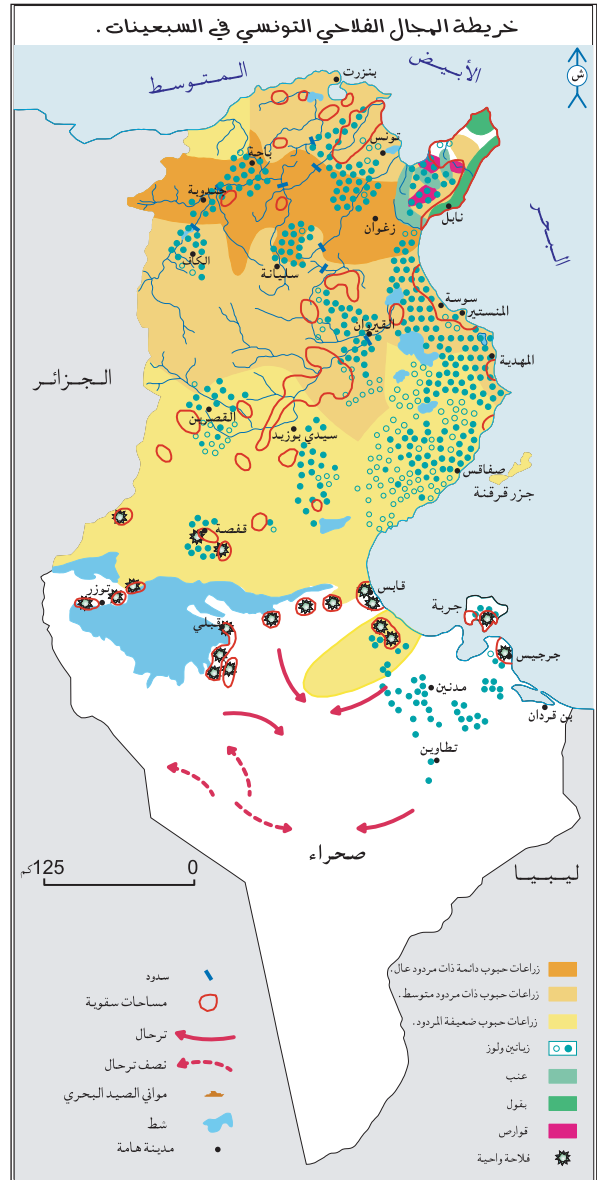 خريطة المجال الفلاحي التونسي في السبعينات .
المتوسط
الأبيض
البحر
ش
بنزرت
تونس
باجة
جندوبة
نابل
زغوان
الكاف
سليانة
سوسة
المنستير
القيروان
المهدية
الجزائر
القصرين
سيدي بوزيد
صفاقس
جزر قرقنة
قفصة
توزر
قابس
جربة
قبلي
جرجيس
مدنين
بن قردان
تطاوين
صحراء
ليبيا
125كم
0
زراعات حبوب دائمة ذات مردود عال.
زراعات حبوب ذات مردود متوسط.
زراعات حبوب ضعيفة المردود.
زياتين ولوز
عنب
بقول
قوارص
فلاحة واحية
سدود
مساحات سقوية
ترحال
نصف ترحال
مواني الصيد البحري
شط
مدينة هامة